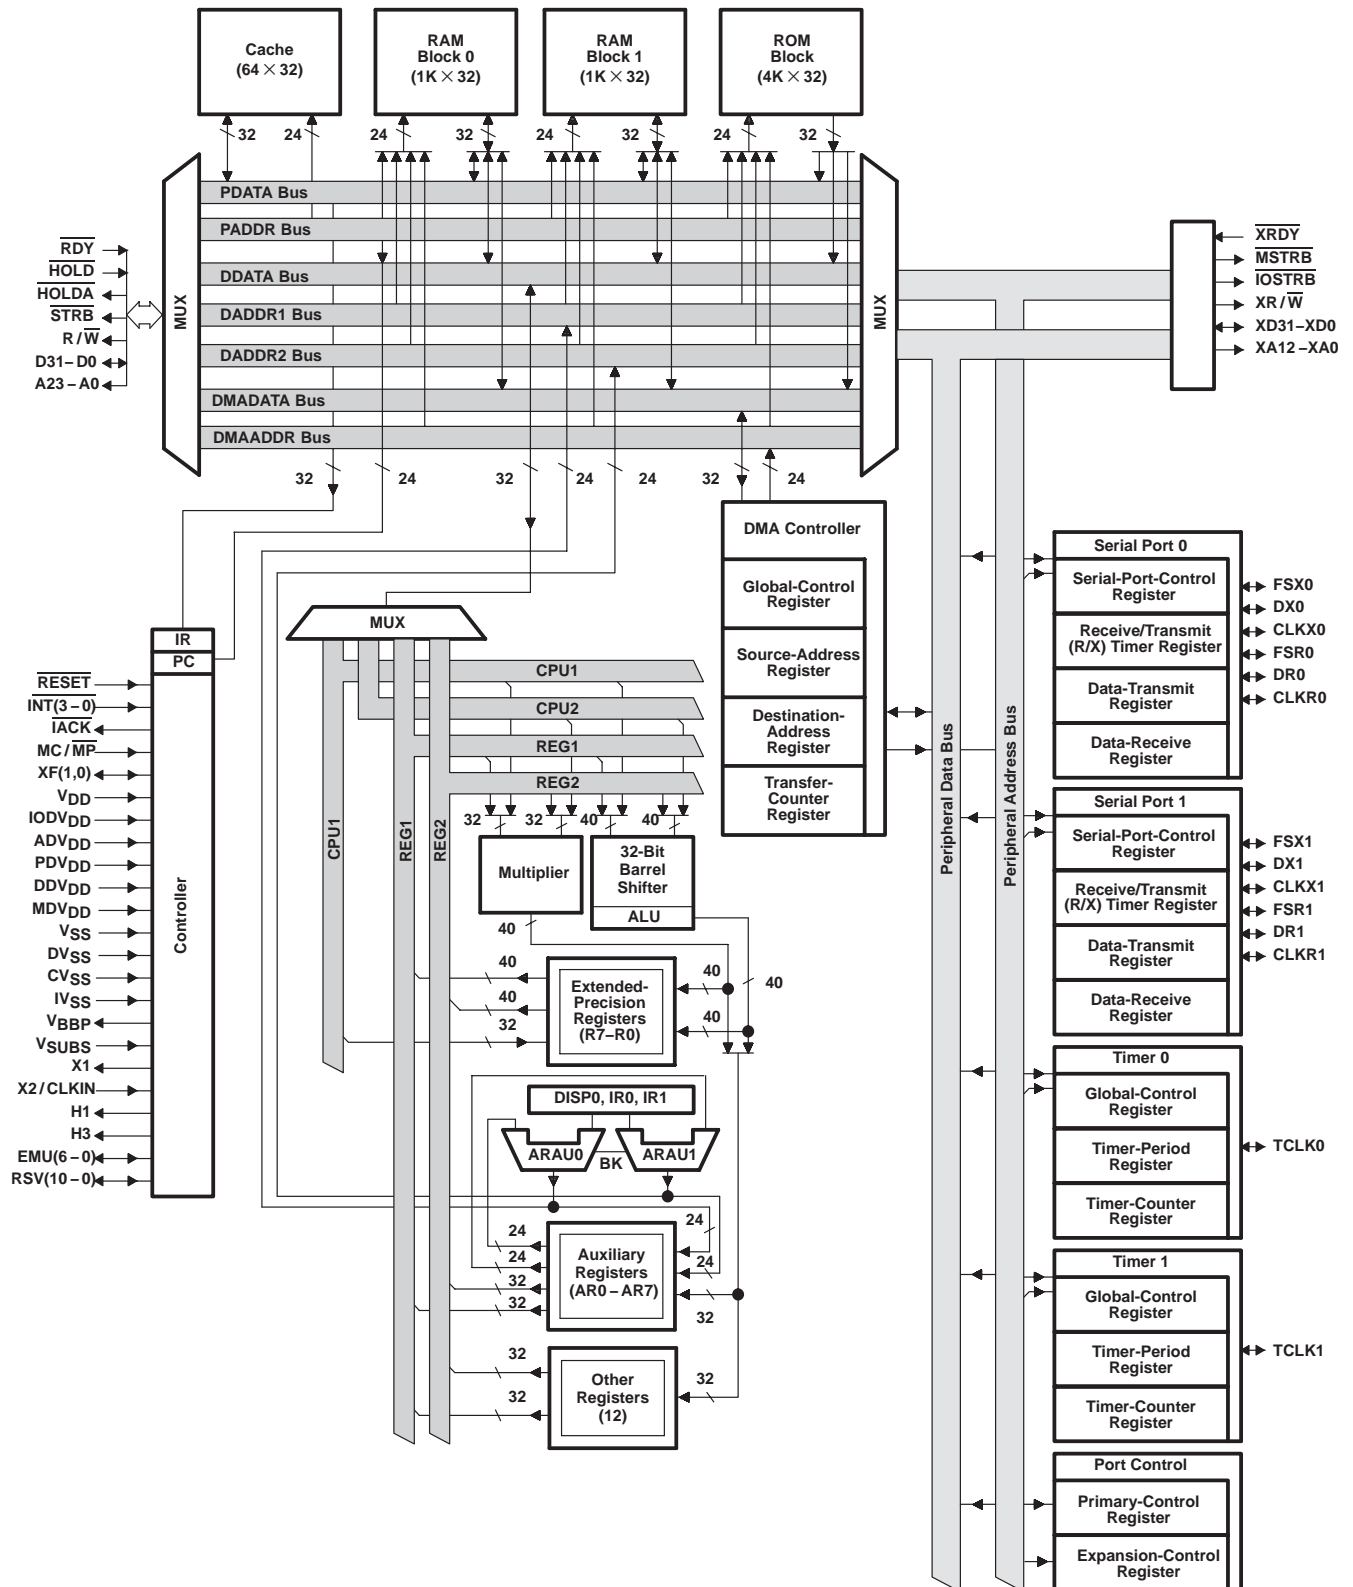 Cache
(64 × 32)
RAM
Block 0
(1K × 32)
RAM
Block 1
(1K × 32)
ROM
Block
(4K × 32)
32
24
24
32
24
32
24
32
PDATA Bus
PADDR Bus
DDATA Bus
DADDR1 Bus
DADDR2 Bus
DMADATA Bus
DMAADDR Bus
MUX
MUX
RDY
HOLD
HOLDA
STRB
R/W
D31–D0
A23–A0
XRDY
MSTRB
IOSTRB
XR/W
XD31–XD0
XA12–XA0
32
24
32
24
24
32
24
DMA Controller
Global-Control
Register
Source-Address
Register
Destination-
Address
Register
Transfer-
Counter
Register
Peripheral Data Bus
Peripheral Address Bus
IR
PC
Controller
RESET
INT(3–0)
IACK
MC/MP
XF(1,0)
VDD
IODVDD
ADVDD
PDVDD
DDVDD
MDVDD
VSS
DVSS
CVSS
IVSS
VBBP
VSUBS
X1
X2/CLKIN
H1
H3
EMU(6–0)
RSV(10–0)
MUX
CPU1
CPU2
REG1
REG2
CPU1
REG1
REG2
32
32
40
40
Multiplier
32-Bit
Barrel
Shifter
ALU
40
40
40
40
32
Extended-
Precision
Registers
(R7–R0)
40
40
DISP0, IR0, IR1
ARAU0
BK
ARAU1
24
24
32
32
Auxiliary
Registers
(AR0–AR7)
24
24
32
32
32
Other
Registers
(12)
32
Serial Port 0
Serial-Port-Control
Register
Receive/Transmit
(R/X) Timer Register
Data-Transmit
Register
Data-Receive
Register
FSX0
DX0
CLKX0
FSR0
DR0
CLKR0
Serial Port 1
Serial-Port-Control
Register
Receive/Transmit
(R/X) Timer Register
Data-Transmit
Register
Data-Receive
Register
FSX1
DX1
CLKX1
FSR1
DR1
CLKR1
Timer 0
Global-Control
Register
Timer-Period
Register
Timer-Counter
Register
TCLK0
Timer 1
Global-Control
Register
Timer-Period
Register
Timer-Counter
Register
TCLK1
Port Control
Primary-Control
Register
Expansion-Control
Register